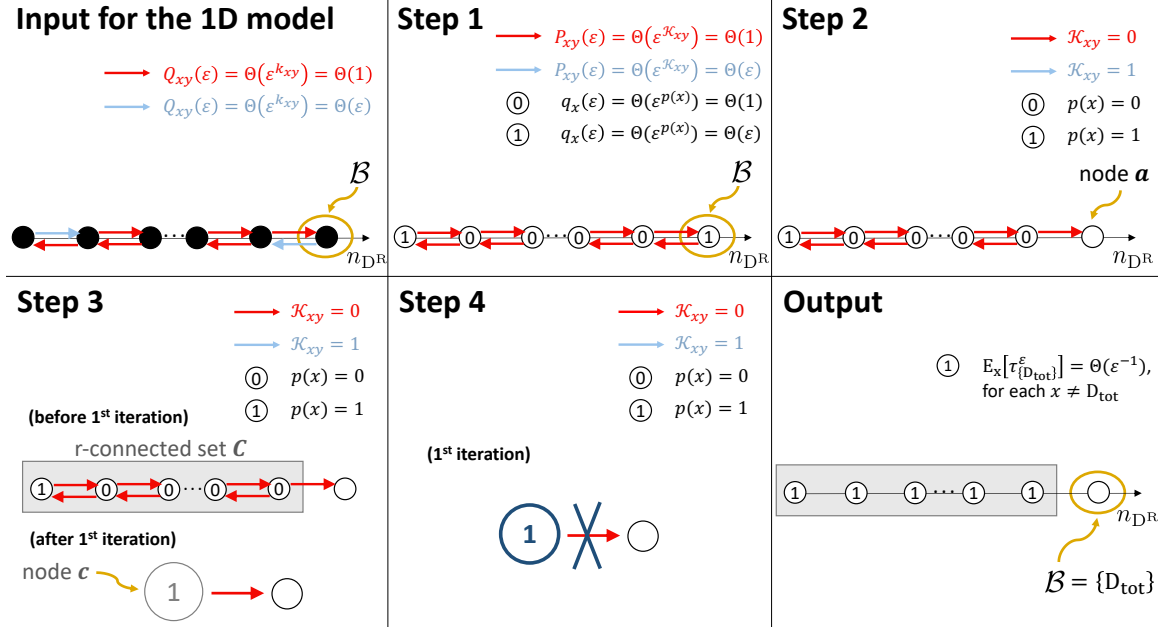 Input for the 1D model
Q_{xy}(ε) = Θ(ε^{k_{xy}}) = Θ(1)
Q_{xy}(ε) = Θ(ε^{k_{xy}}) = Θ(ε)
ℬ
···
n_{D^R}
Step 1
P_{xy}(ε) = Θ(ε^{𝒦_{xy}}) = Θ(1)
P_{xy}(ε) = Θ(ε^{𝒦_{xy}}) = Θ(ε)
0 q_x(ε) = Θ(ε^{p(x)}) = Θ(1)
1 q_x(ε) = Θ(ε^{p(x)}) = Θ(ε)
ℬ
1 0 0 ··· 0 0 1
n_{D^R}
Step 2
𝒦_{xy} = 0
𝒦_{xy} = 1
0 p(x) = 0
1 p(x) = 1
node a
1 0 0 ··· 0 0
n_{D^R}
Step 3
𝒦_{xy} = 0
𝒦_{xy} = 1
0 p(x) = 0
1 p(x) = 1
(before 1st iteration)
r-connected set C
1 0 0 ··· 0 0
(after 1st iteration)
node c
1
Step 4
𝒦_{xy} = 0
𝒦_{xy} = 1
0 p(x) = 0
1 p(x) = 1
(1st iteration)
1
Output
1 E_x[τ^ε_{{D_tot}}] = Θ(ε^{-1}),
for each x ≠ D_tot
1 1 1 ··· 1 1
n_{D^R}
ℬ = {D_tot}